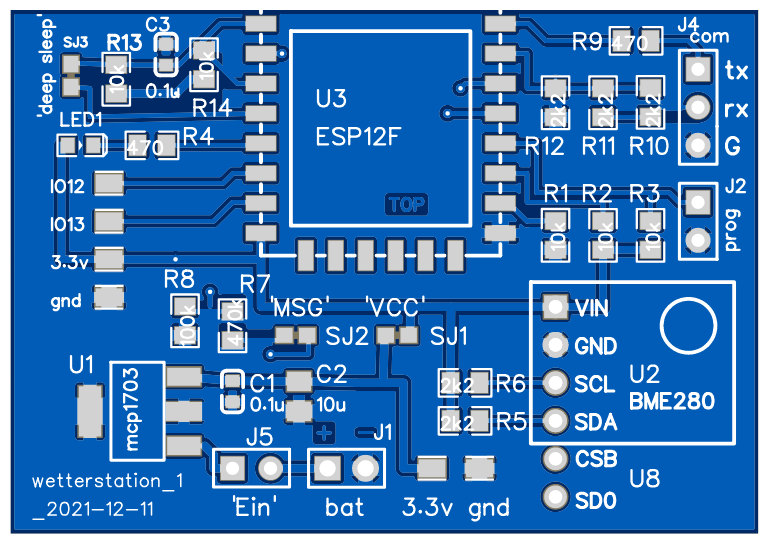 C3
J4
com
'deep sleep'
SJ3
R13
R9
470
tx
10k
10k
0.1u
U3
rx
R14
ESP12F
2k2
2k2
2k2
LED1
470
R4
R12
R11
R10
G
IO12
TOP
R1
R2
R3
J2
IO13
10k
10k
10k
prog
3.3v
gnd
R8
R7
'MSG'
'VCC'
VIN
100k
470k
SJ2
SJ1
GND
U1
mcp1703
C1
C2
2k2
R6
SCL
U2
0.1u
10u
BME280
2k2
R5
SDA
+
-
J1
J5
CSB
wetterstation_1
U8
_2021-12-11
'Ein'
bat
3.3v
gnd
SDO